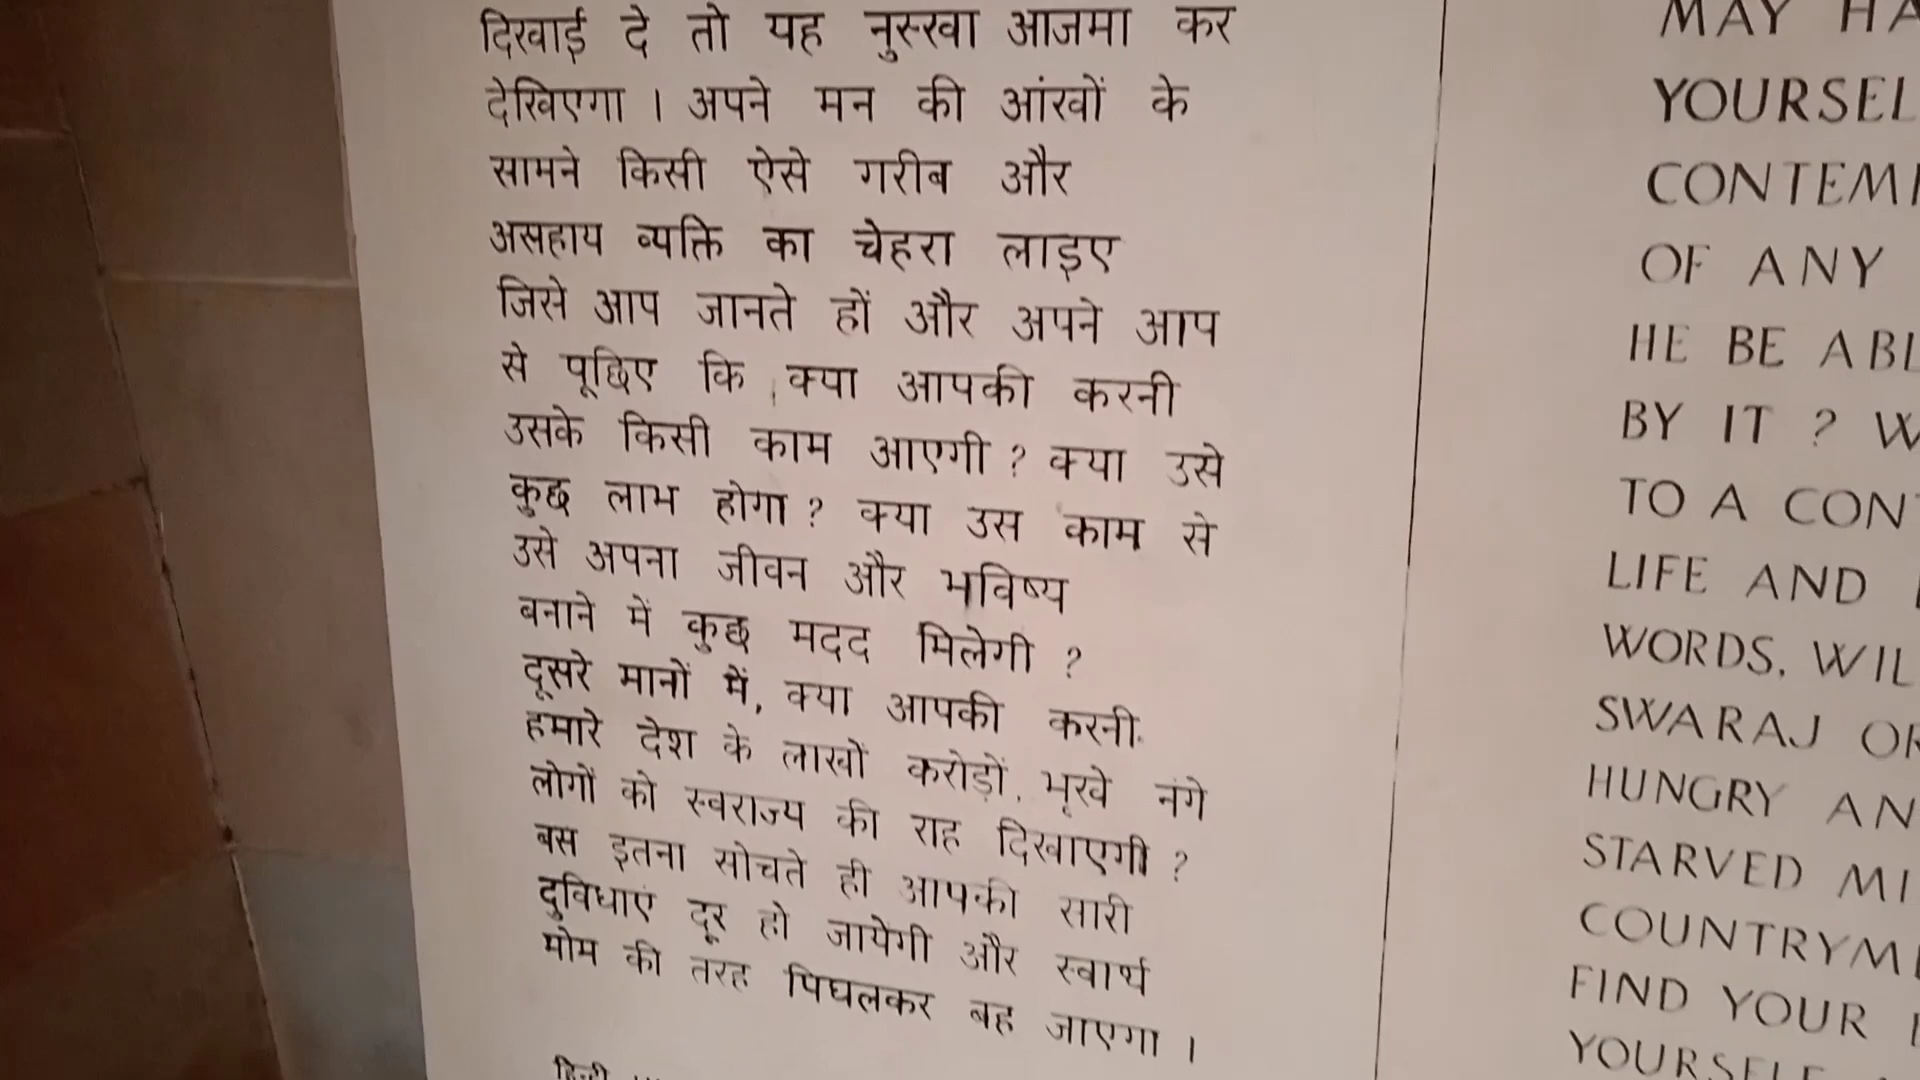 दिखाई दे तो यह नुस्खा आजमा कर
देखिएगा । अपने मन की आंखों के
सामने किसी ऐसे गरीब और
असहाय व्यक्ति का चेहरा लाइए
जिसे आप जानते हों और अपने आप
से पूछिए कि क्या आपकी करनी
उसके किसी काम आएगी ? क्या उसे
कुछ लाभ होगा ? क्या उस काम से
उसे अपना जीवन और भविष्य
बनाने में कुछ मदद मिलेगी ?
दूसरे मानों में, क्या आपकी करनी
हमारे देश के लाखों करोड़ों, भूखे नंगे
लोगों को स्वराज्य की राह दिखाएगी ?
बस इतना सोचते ही आपकी सारी
दुविधाएं दूर हो जायेगी और स्वार्थ
मोम की तरह पिघलकर बह जाएगा ।
MAY
YOURSEL
CONTEM
OF ANY
HE BE ABL
BY IT ? W
TO A CON
LIFE AND
WORDS, WIL
SWARAJ OR
HUNGRY AN
STARVED MI
COUNTRYME
FIND YOUR
YOURSELF